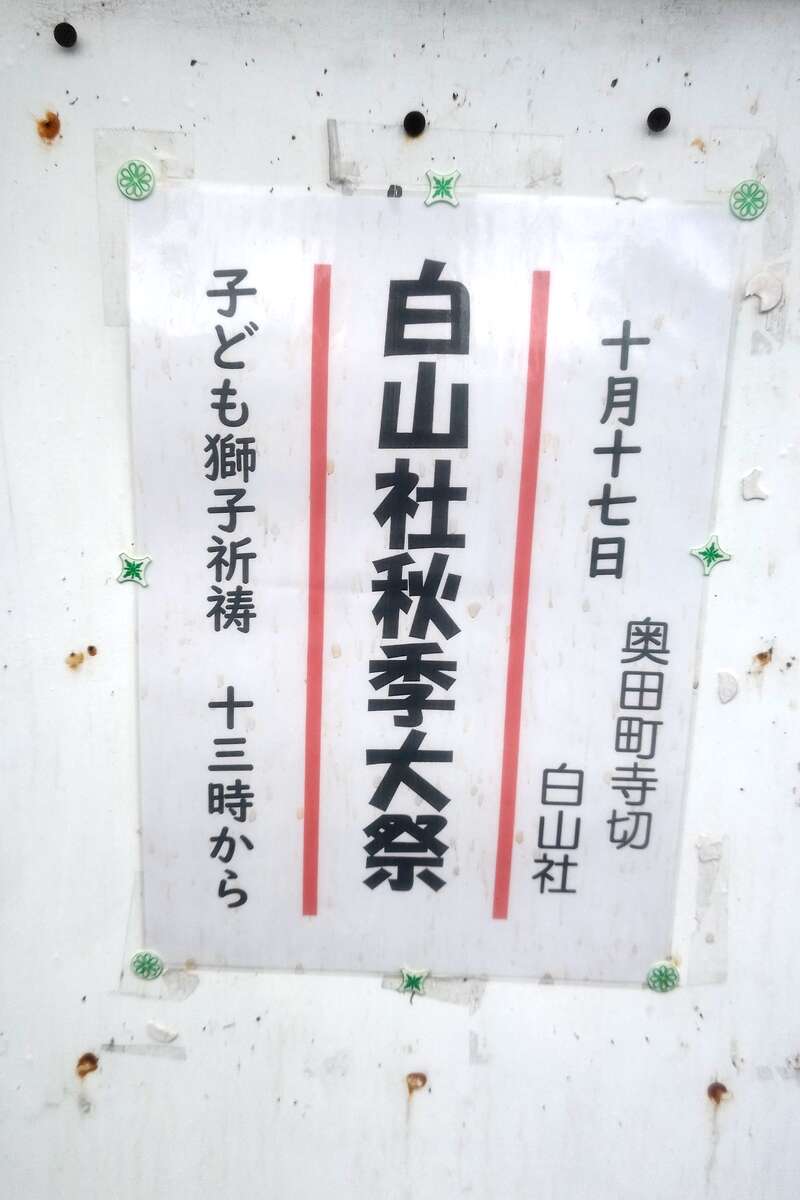 十月十七日
奥田町寺切
白山社
白山社秋季大祭
子ども獅子祈祷 十三時から